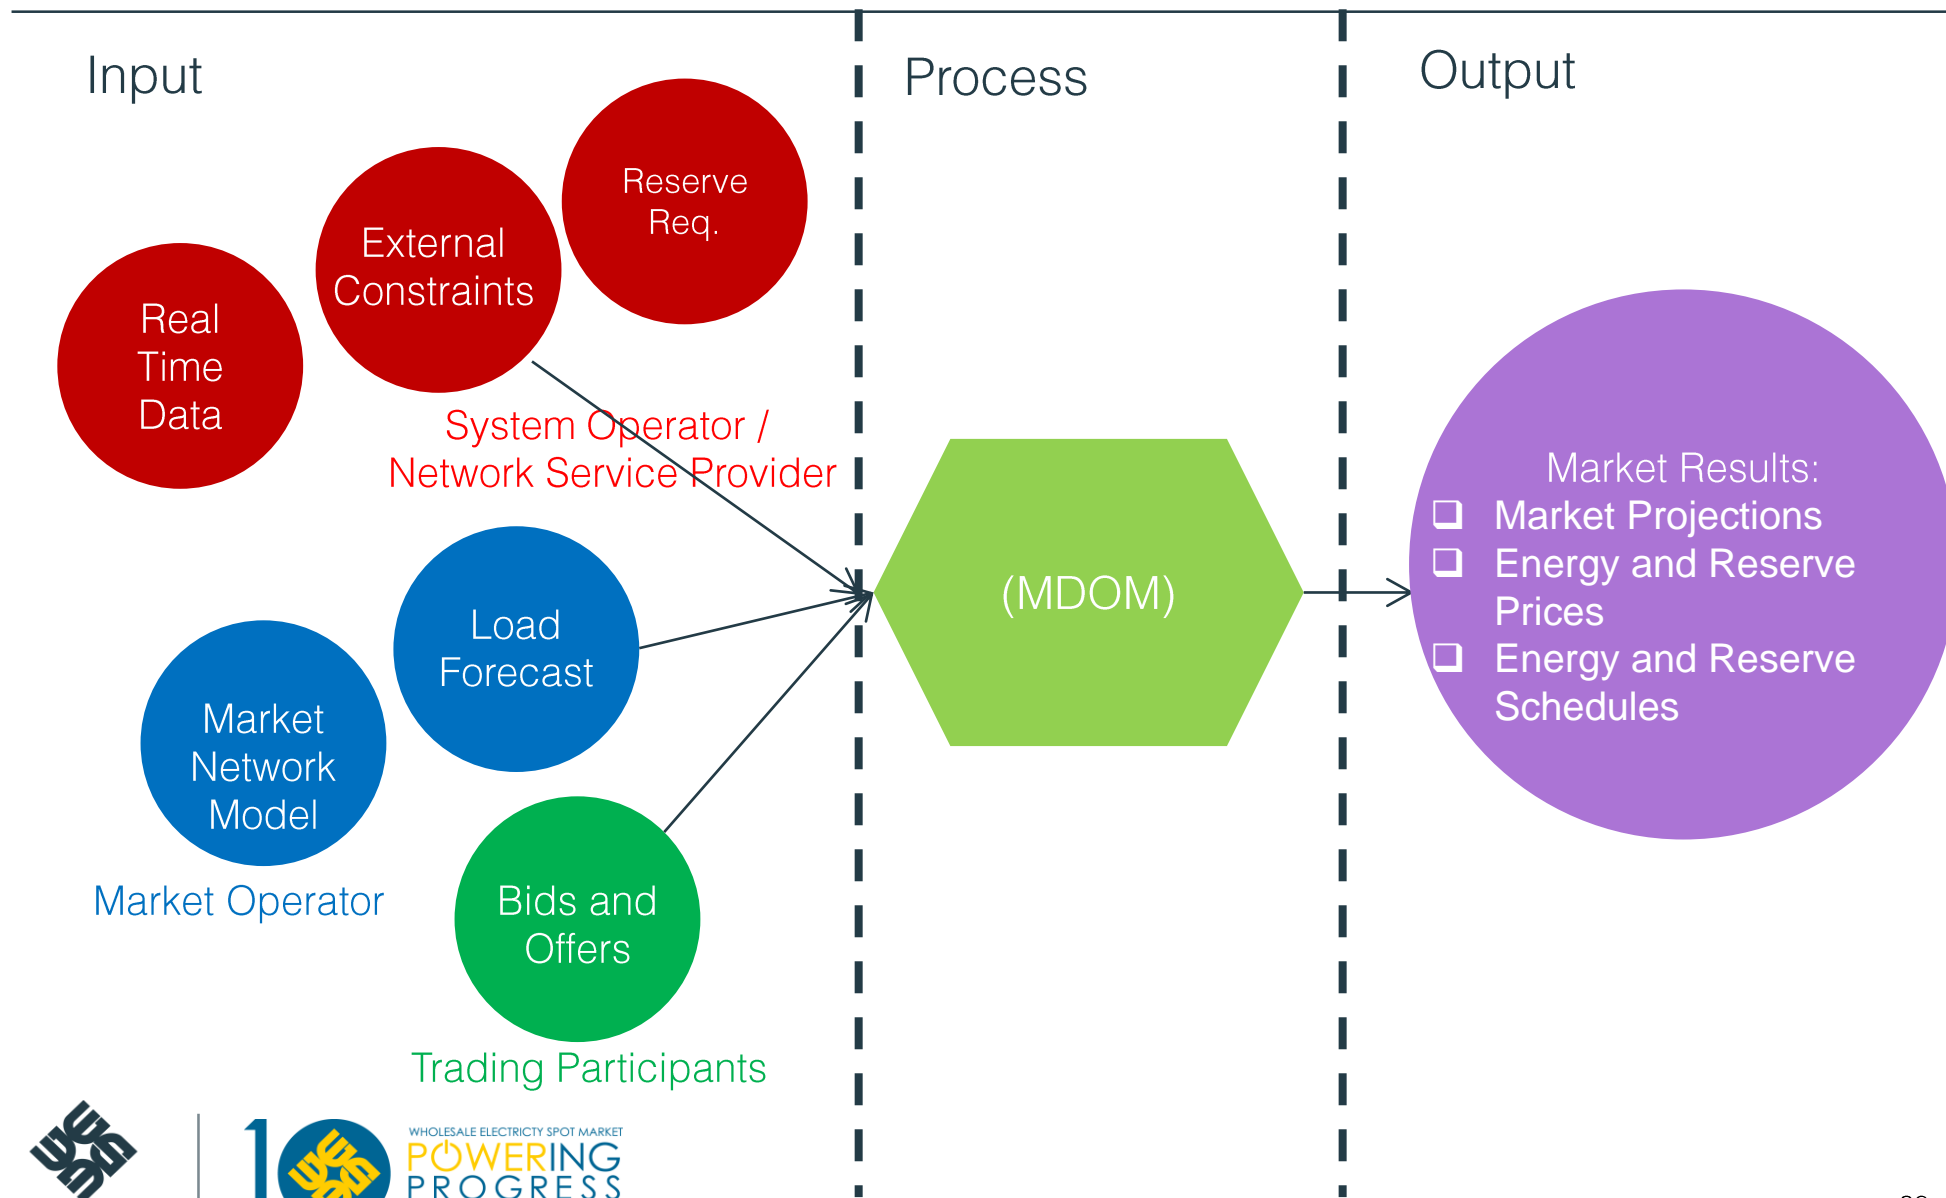 Input
Process
Output
Reserve
Req.
External
Constraints
Real
Time
Data
System Operator /
Network Service Provider
Load
Forecast
Market
Network
Model
Market Operator
Bids and
Offers
Trading Participants
(MDOM)
Market Results:
Market Projections
Energy and Reserve
Prices
Energy and Reserve
Schedules
10
WHOLESALE ELECTRICTY SPOT MARKET
POWERING
PROGRESS